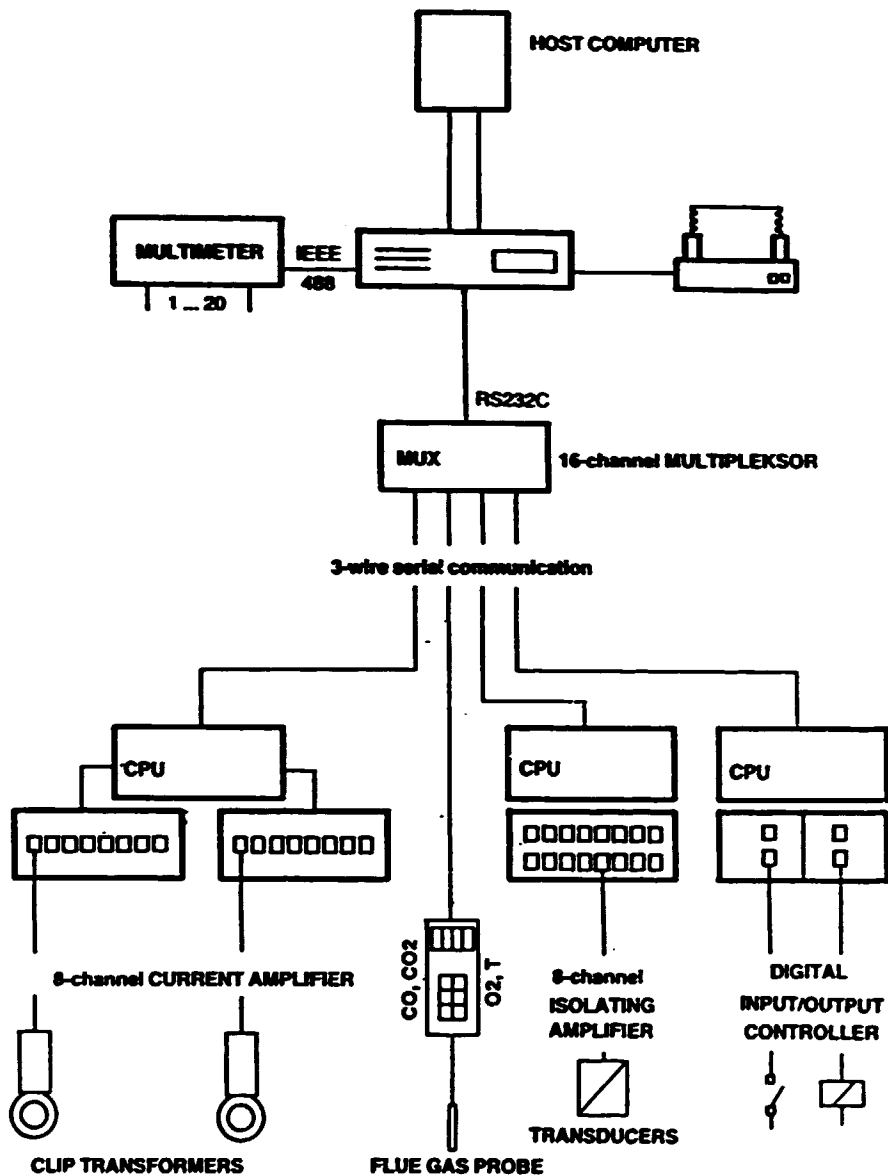 HOST COMPUTER
MULTIMETER
IEEE
488
1 ... 20
RS232C
MUX
16-channel MULTIPLEKSOR
3-wire serial communication
CPU
CPU
CPU
CO, CO2
O2, T
8-channel CURRENT AMPLIFIER
8-channel
ISOLATING
AMPLIFIER
DIGITAL
INPUT/OUTPUT
CONTROLLER
TRANSDUCERS
CLIP TRANSFORMERS
FLUE GAS PROBE